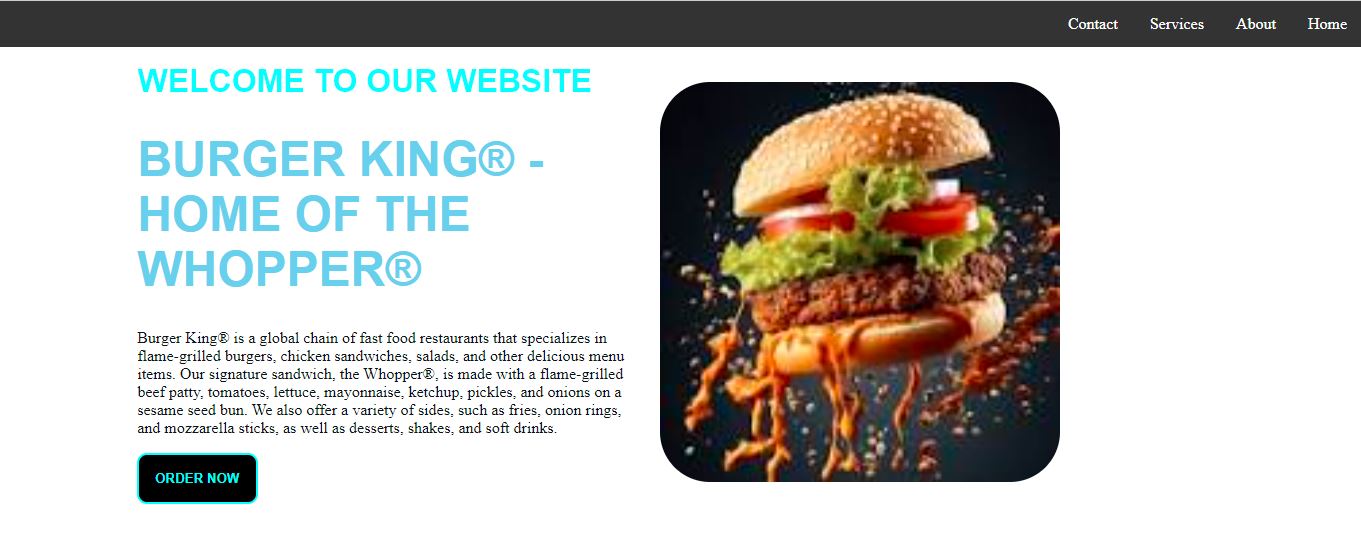 Contact Services About Home
WELCOME TO OUR WEBSITE
BURGER KING® -
HOME OF THE
WHOPPER®
Burger King® is a global chain of fast food restaurants that specializes in
flame-grilled burgers, chicken sandwiches, salads, and other delicious menu
items. Our signature sandwich, the Whopper®, is made with a flame-grilled
beef patty, tomatoes, lettuce, mayonnaise, ketchup, pickles, and onions on a
sesame seed bun. We also offer a variety of sides, such as fries, onion rings,
and mozzarella sticks, as well as desserts, shakes, and soft drinks.
ORDER NOW